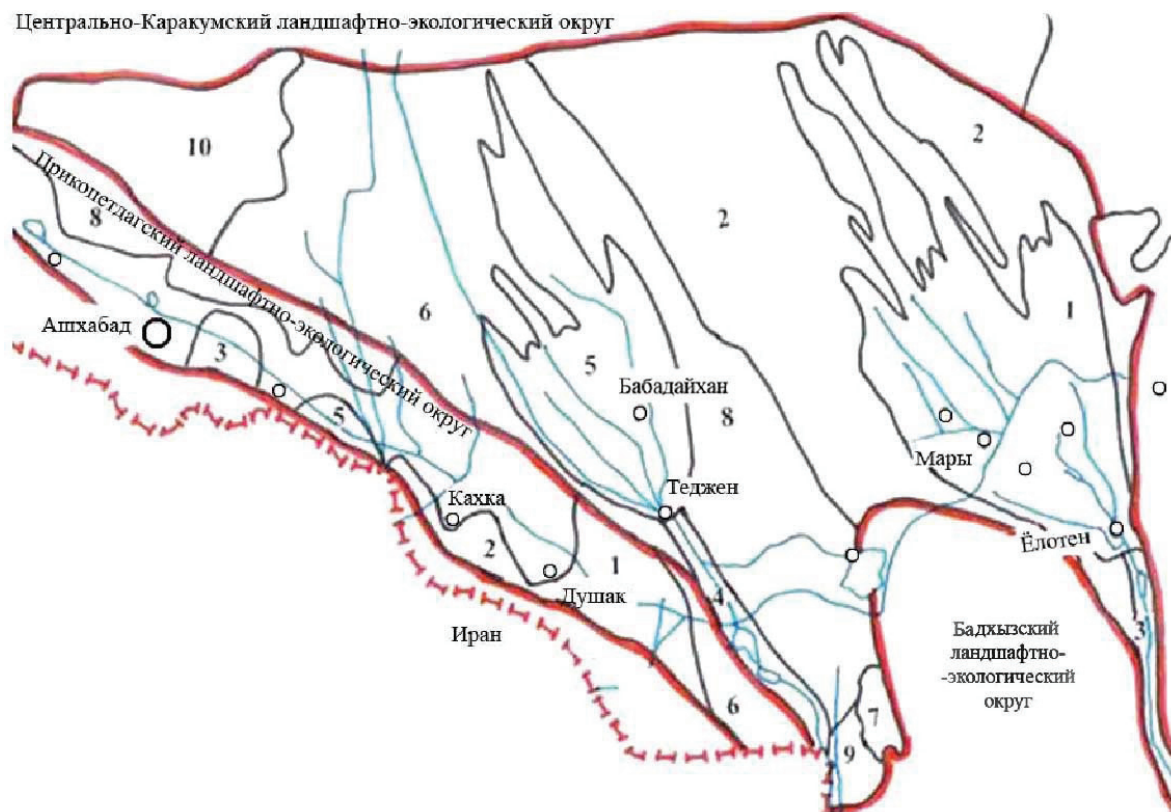 Центрально-Каракумский ландшафтно-экологический округ
2
10
Прикопетдагский ландшафтно-экологический округ
8
2
6
1
Ашхабад
3
5
Бабадайхан
5
8
Мары
Кахка
Теджен
2
1
Ёлотен
Душак
4
Иран
3
Бадхызский
ландшафтно-
-экологический
округ
6
7
9